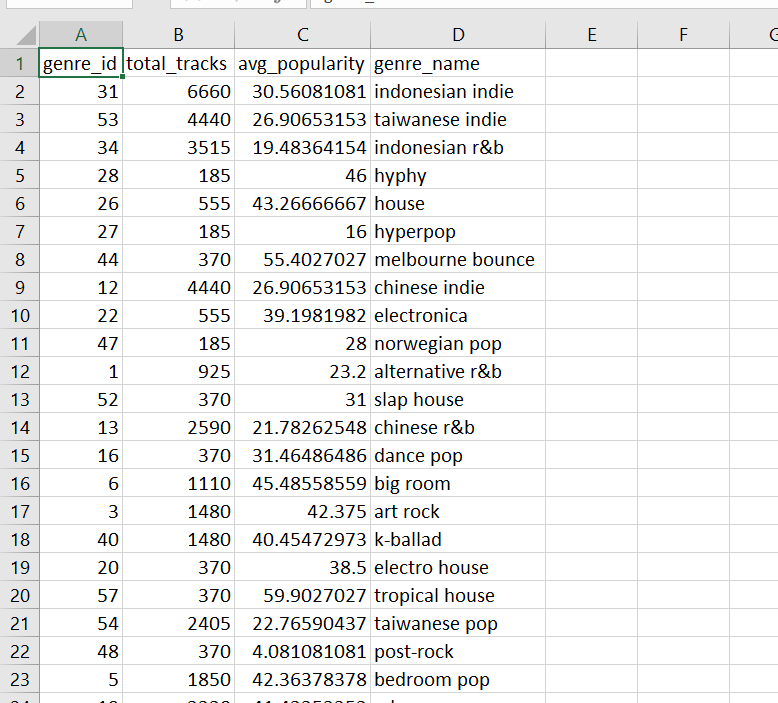 A B C D E F
1 genre_id total_tracks avg_popularity genre_name
2 31 6660 30.56081081 indonesian indie
3 53 4440 26.90653153 taiwanese indie
4 34 3515 19.48364154 indonesian r&b
5 28 185 46 hyphy
6 26 555 43.26666667 house
7 27 185 16 hyperpop
8 44 370 55.4027027 melbourne bounce
9 12 4440 26.90653153 chinese indie
10 22 555 39.1981982 electronica
11 47 185 28 norwegian pop
12 1 925 23.2 alternative r&b
13 52 370 31 slap house
14 13 2590 21.78262548 chinese r&b
15 16 370 31.46486486 dance pop
16 6 1110 45.48558559 big room
17 3 1480 42.375 art rock
18 40 1480 40.45472973 k-ballad
19 20 370 38.5 electro house
20 57 370 59.9027027 tropical house
21 54 2405 22.76590437 taiwanese pop
22 48 370 4.081081081 post-rock
23 5 1850 42.36378378 bedroom pop